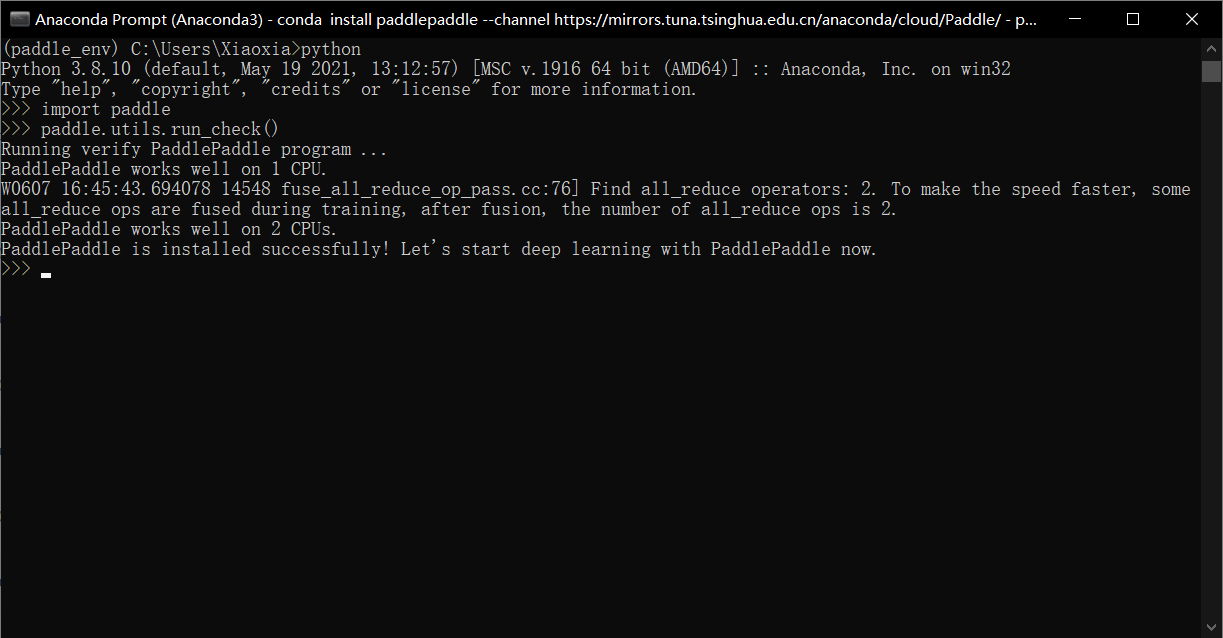 Anaconda Prompt (Anaconda3) - conda  install paddlepaddle --channel https://mirrors.tuna.tsinghua.edu.cn/anaconda/cloud/Paddle/ - p...
(paddle_env) C:\Users\Xiaoxia>python
Python 3.8.10 (default, May 19 2021, 13:12:57) [MSC v.1916 64 bit (AMD64)] :: Anaconda, Inc. on win32
Type "help", "copyright", "credits" or "license" for more information.
>>> import paddle
>>> paddle.utils.run_check()
Running verify PaddlePaddle program ...
PaddlePaddle works well on 1 CPU.
W0607 16:45:43.694078 14548 fuse_all_reduce_op_pass.cc:76] Find all_reduce operators: 2. To make the speed faster, some
all_reduce ops are fused during training, after fusion, the number of all_reduce ops is 2.
PaddlePaddle works well on 2 CPUs.
PaddlePaddle is installed successfully! Let's start deep learning with PaddlePaddle now.
>>>